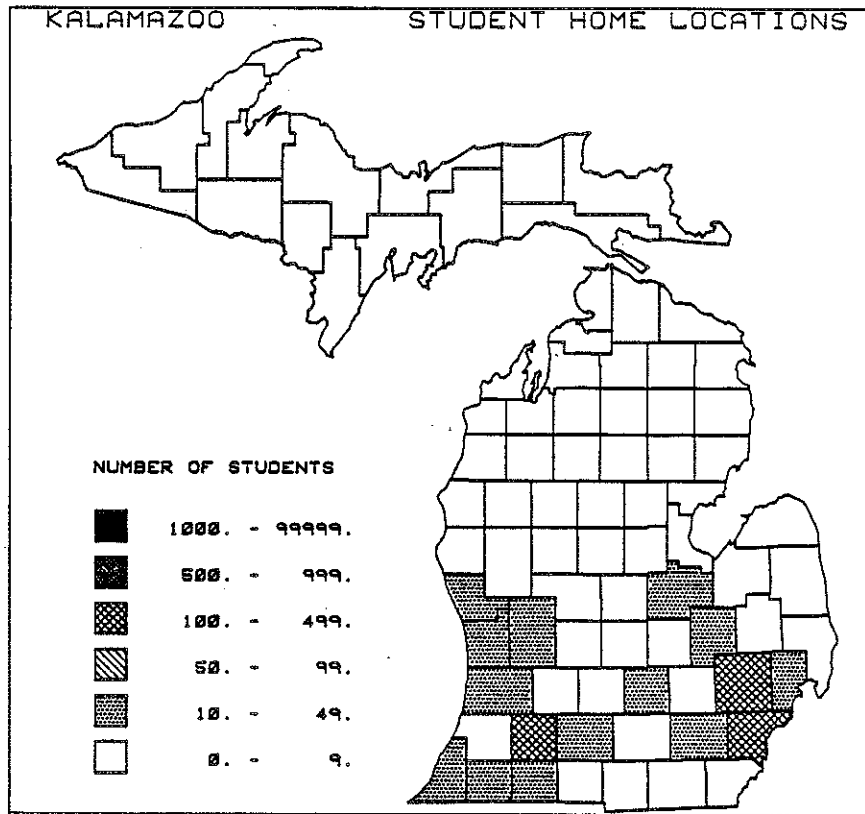 KALAMAZOO STUDENT HOME LOCATIONS
NUMBER OF STUDENTS
1000. - 99999.
500. - 999.
100. - 499.
50. - 99.
10. - 49.
0. - 9.